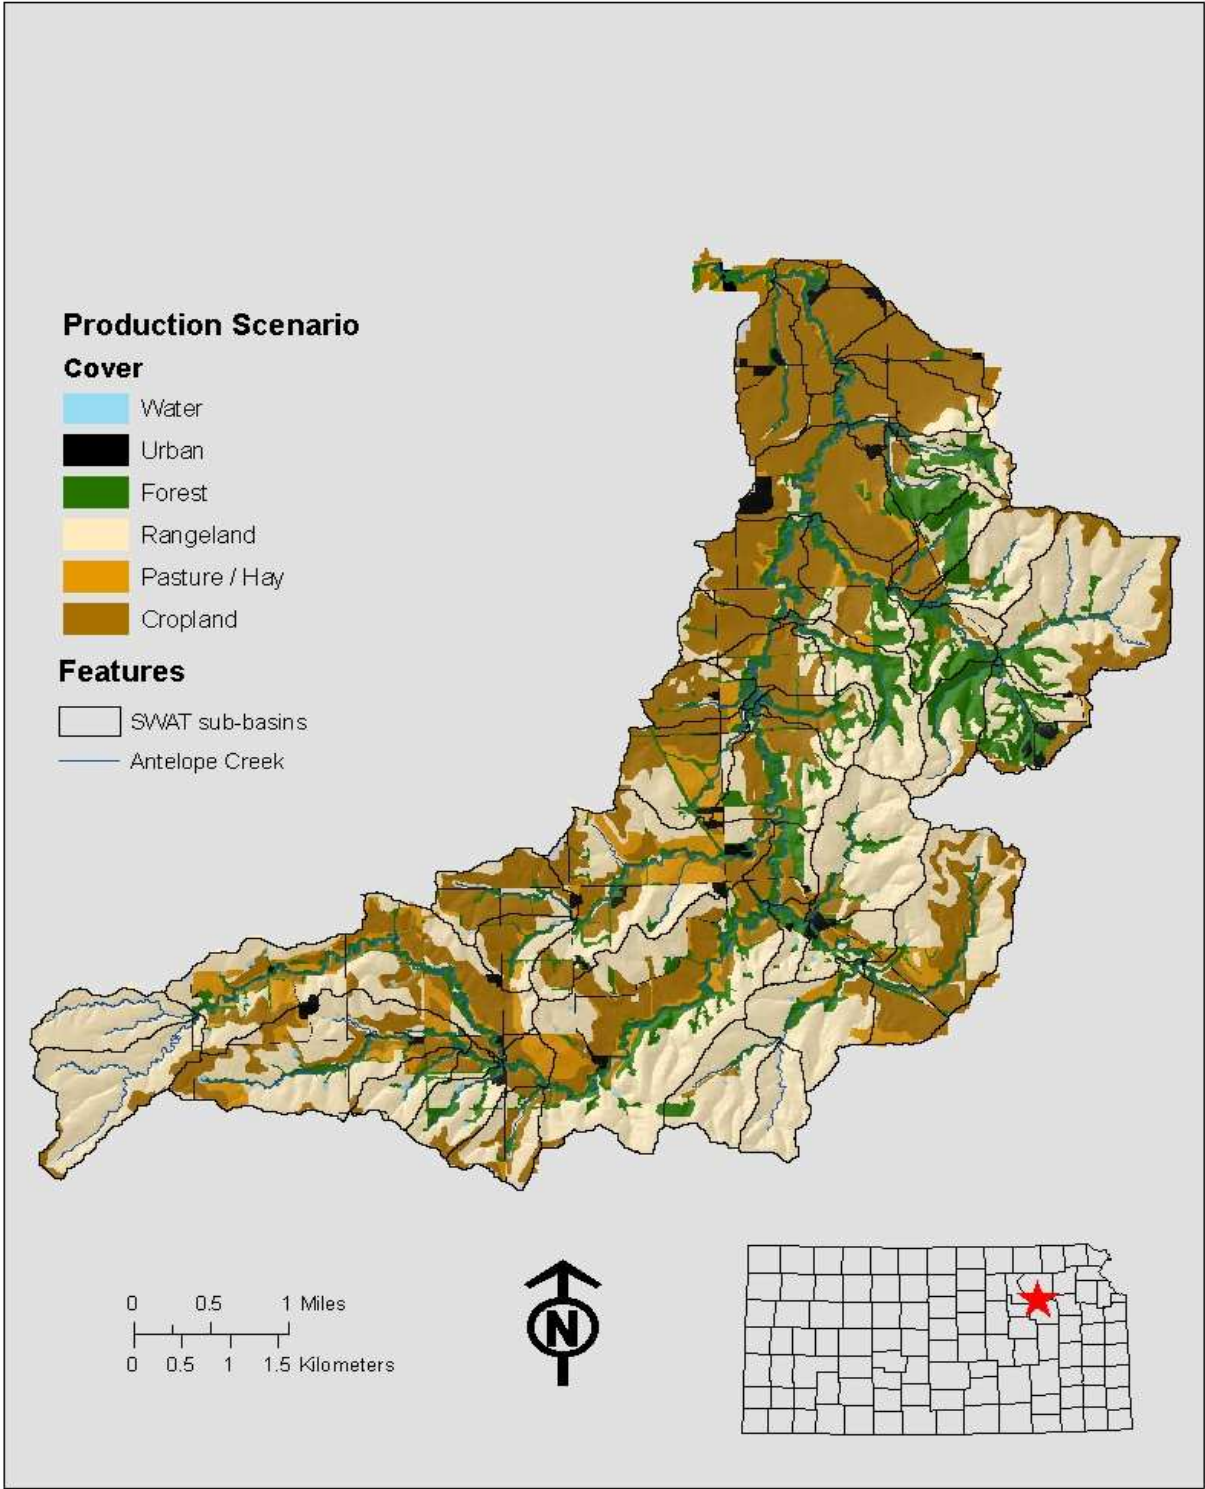 Production Scenario
Cover
Water
Urban
Forest
Rangeland
Pasture / Hay
Cropland
Features
SWAT sub-basins
Antelope Creek
0 0.5 1 Miles
0 0.5 1 1.5 Kilometers
N